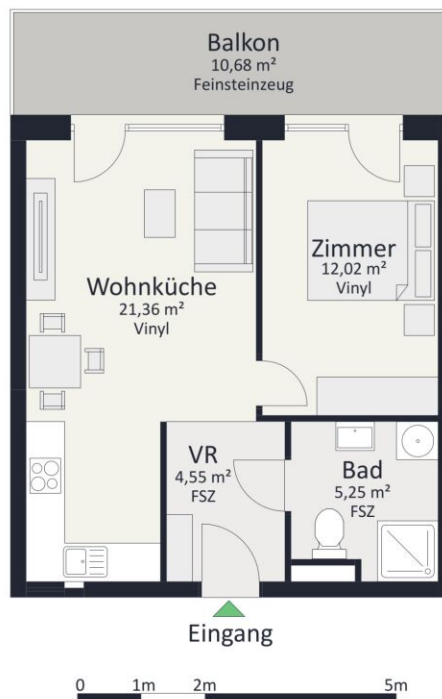 Balkon
10,68 m²
Feinsteinzeug
Zimmer
12,02 m²
Vinyl
Wohnküche
21,36 m²
Vinyl
VR
4,55 m²
FSZ
Bad
5,25 m²
FSZ
Eingang
0 1m 2m 5m